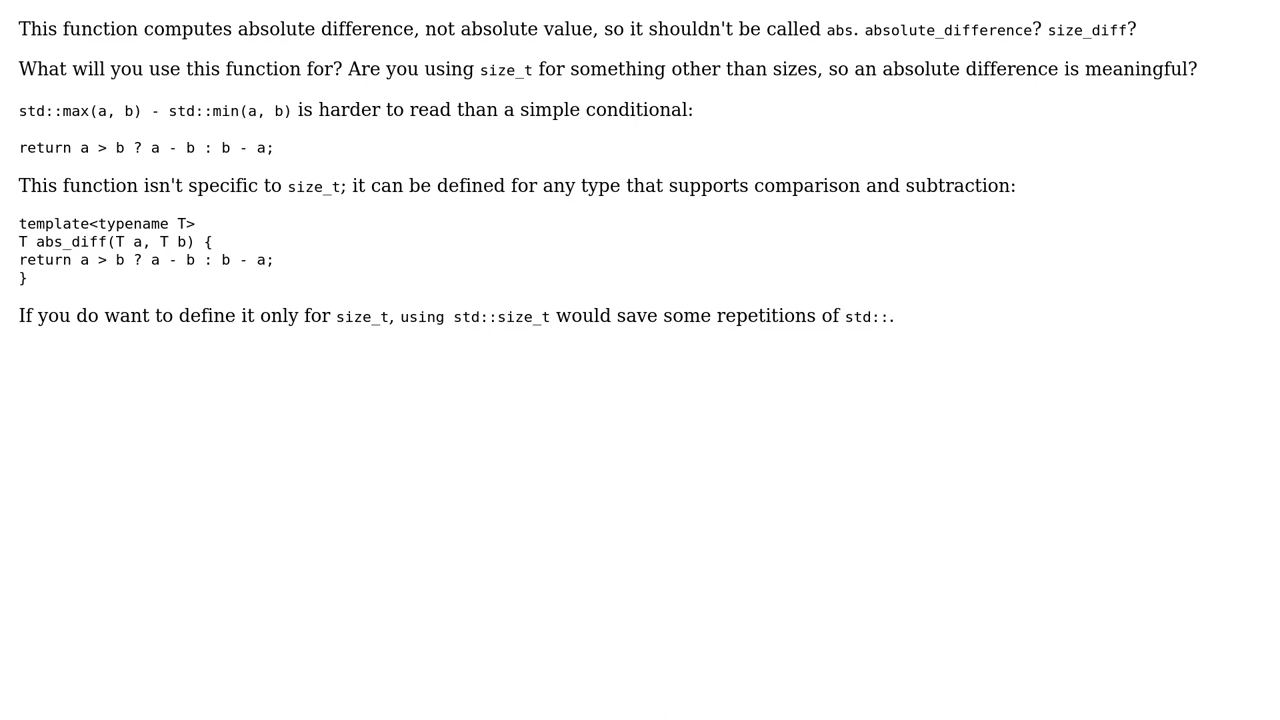 This function computes absolute difference, not absolute value, so it shouldn't be called abs. absolute_difference? size_diff?
What will you use this function for? Are you using size_t for something other than sizes, so an absolute difference is meaningful?
std::max(a, b) - std::min(a, b) is harder to read than a simple conditional:
return a > b ? a - b : b - a;
This function isn't specific to size_t; it can be defined for any type that supports comparison and subtraction:
template<typename T>
T abs_diff(T a, T b) {
return a > b ? a - b : b - a;
}
If you do want to define it only for size_t, using std::size_t would save some repetitions of std::.